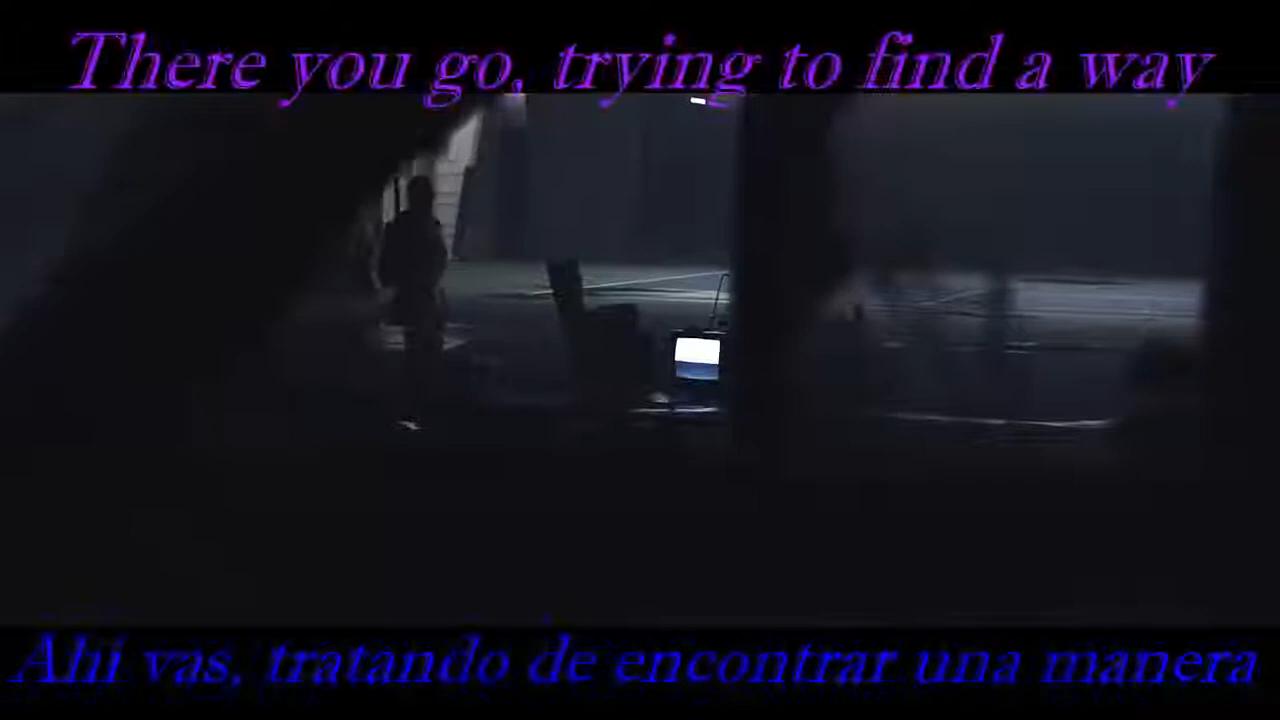 There you go, trying to find a way
Ahí vas, tratando de encontrar una manera